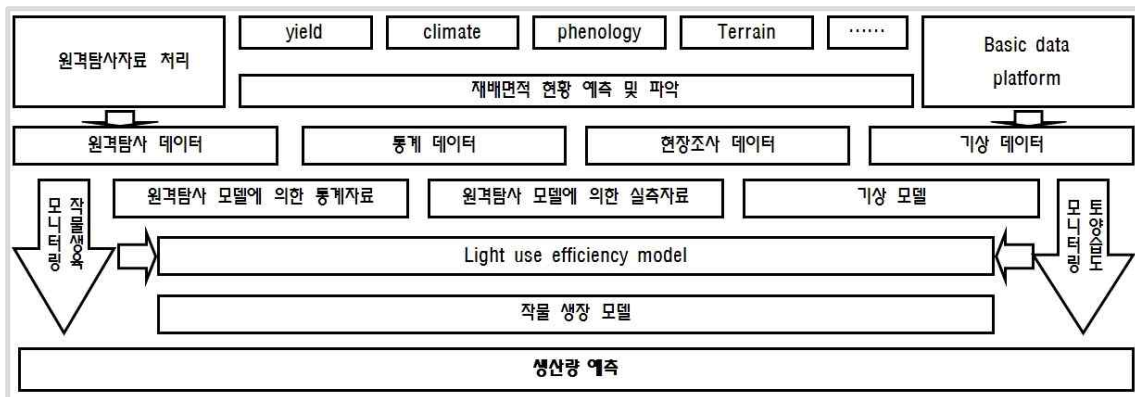 원격탐사자료 처리
yield
climate
phenology
Terrain
……
Basic data
platform
재배면적 현황 예측 및 파악
원격탐사 데이터
통계 데이터
현장조사 데이터
기상 데이터
원격탐사 모델에 의한 통계자료
원격탐사 모델에 의한 실측자료
기상 모델
작물생육
모니터링
토양습도
모니터링
Light use efficiency model
작물 생장 모델
생산량 예측